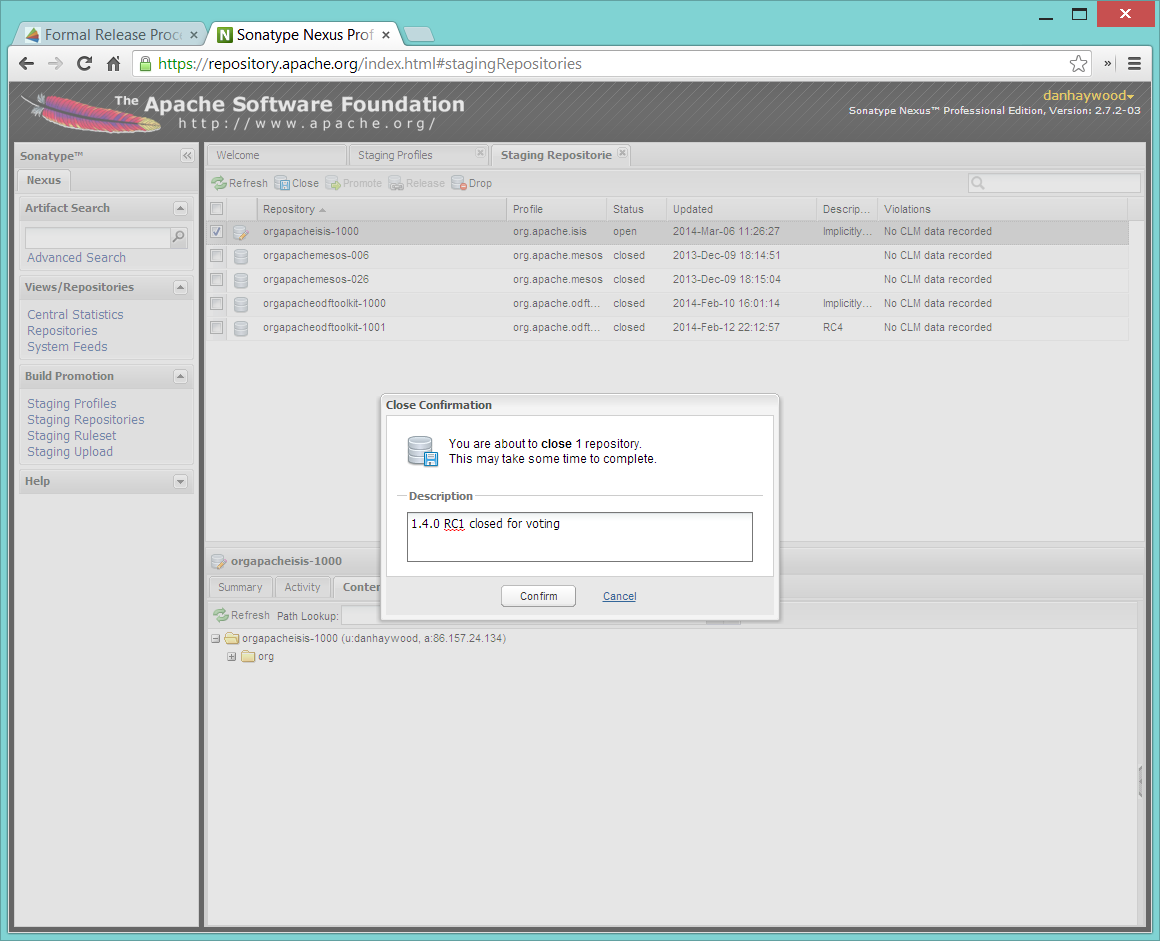 Formal Release Proc
Sonatype Nexus Prof
https://repository.apache.org/index.html#stagingRepositories
The Apache Software Foundation
http://www.apache.org/
danhaywood
Sonatype Nexus™ Professional Edition, Version: 2.7.2-03
Sonatype™
Nexus
Artifact Search
Advanced Search
Views/Repositories
Central Statistics
Repositories
System Feeds
Build Promotion
Staging Profiles
Staging Repositories
Staging Ruleset
Staging Upload
Help
Welcome Staging Profiles Staging Repositorie
Refresh Close Promote Release Drop
Repository Profile Status Updated Descrip... Violations
orgapacheisis-1000 org.apache.isis open 2014-Mar-06 11:26:27 Implicitly... No CLM data recorded
orgapachemesos-006 org.apache.mesos closed 2013-Dec-09 18:14:51 No CLM data recorded
orgapachemesos-026 org.apache.mesos closed 2013-Dec-09 18:15:04 No CLM data recorded
orgapacheodftoolkit-1000 org.apache.odft... closed 2014-Feb-10 16:01:14 Implicitly... No CLM data recorded
orgapacheodftoolkit-1001 org.apache.odft... closed 2014-Feb-12 22:12:57 RC4 No CLM data recorded
Close Confirmation
You are about to close 1 repository.
This may take some time to complete.
Description
1.4.0 RC1 closed for voting
Confirm Cancel
orgapacheisis-1000
Summary Activity Conten
Refresh Path Lookup:
orgapacheisis-1000 (u:danhaywood, a:86.157.24.134)
org